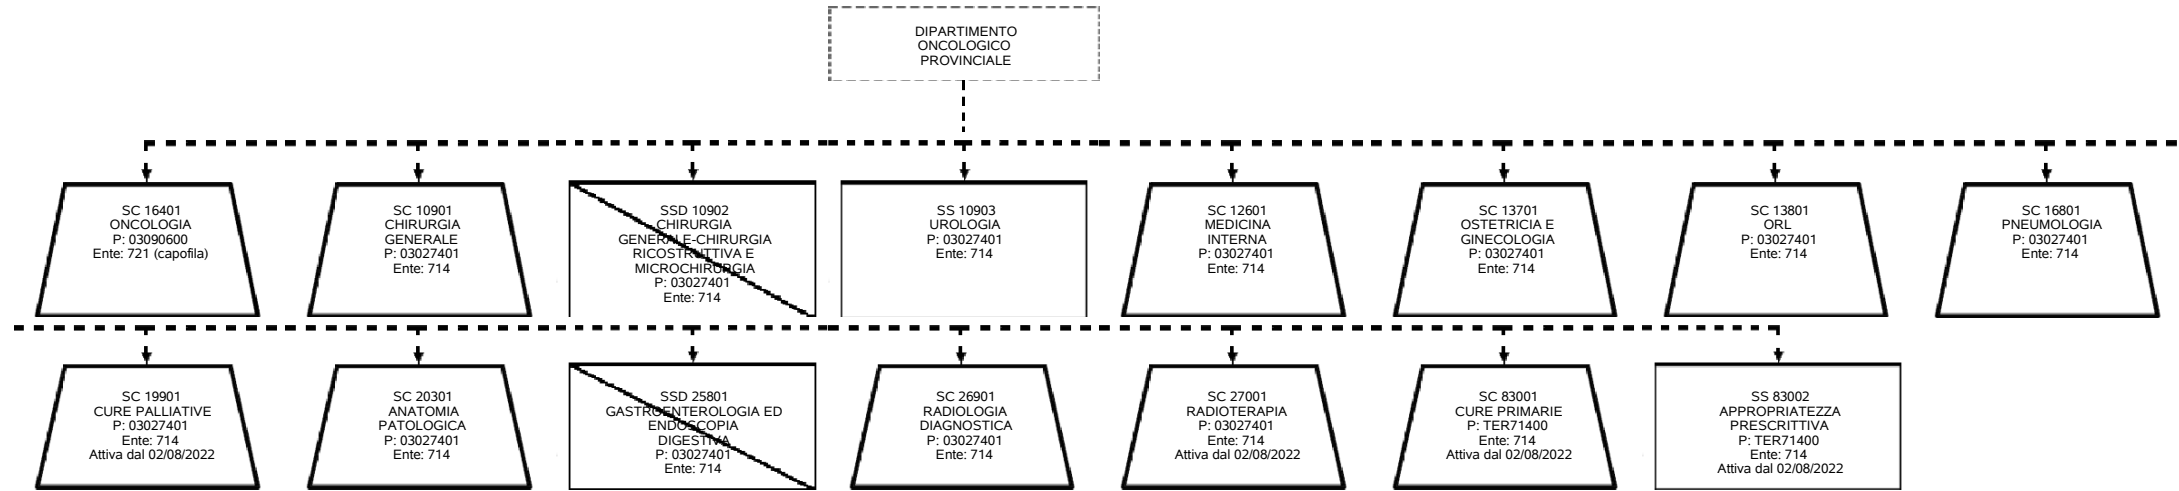 DIPARTIMENTO
ONCOLOGICO
PROVINCIALE
SC 16401
ONCOLOGIA
P: 03090600
Ente: 721 (capofila)
SC 10901
CHIRURGIA
GENERALE
P: 03027401
Ente: 714
SSD 10902
CHIRURGIA
GENERALE-CHIRURGIA
RICOSTRUTTIVA E
MICROCHIRURGIA
P: 03027401
Ente: 714
SS 10903
UROLOGIA
P: 03027401
Ente: 714
SC 12601
MEDICINA
INTERNA
P: 03027401
Ente: 714
SC 13701
OSTETRICIA E
GINECOLOGIA
P: 03027401
Ente: 714
SC 13801
ORL
P: 03027401
Ente: 714
SC 16801
PNEUMOLOGIA
P: 03027401
Ente: 714
SC 19901
CURE PALLIATIVE
P: 03027401
Ente: 714
Attiva dal 02/08/2022
SC 20301
ANATOMIA
PATOLOGICA
P: 03027401
Ente: 714
SSD 25801
GASTROENTEROLOGIA ED
ENDOSCOPIA
DIGESTIVA
P: 03027401
Ente: 714
SC 26901
RADIOLOGIA
DIAGNOSTICA
P: 03027401
Ente: 714
SC 27001
RADIOTERAPIA
P: 03027401
Ente: 714
Attiva dal 02/08/2022
SC 83001
CURE PRIMARIE
P: TER71400
Ente: 714
Attiva dal 02/08/2022
SS 83002
APPROPRIATEZZA
PRESCRITTIVA
P: TER71400
Ente: 714
Attiva dal 02/08/2022